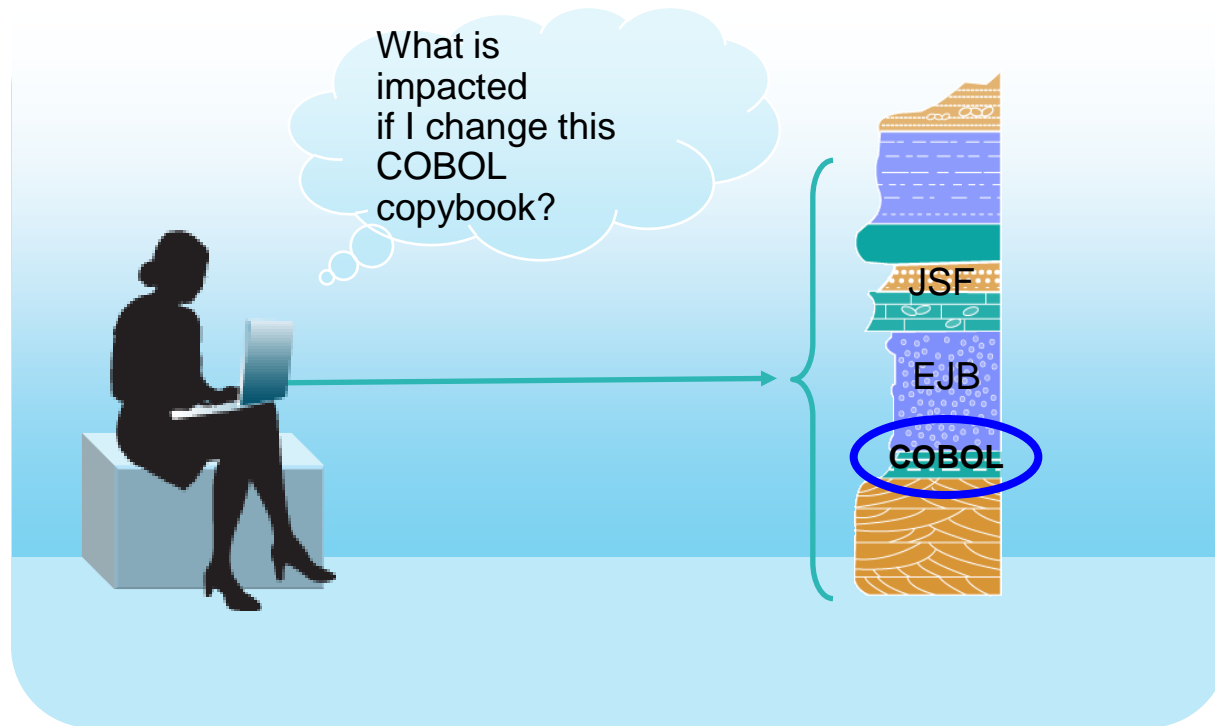 What is
impacted
if I change this
COBOL
copybook?
JSF
EJB
COBOL